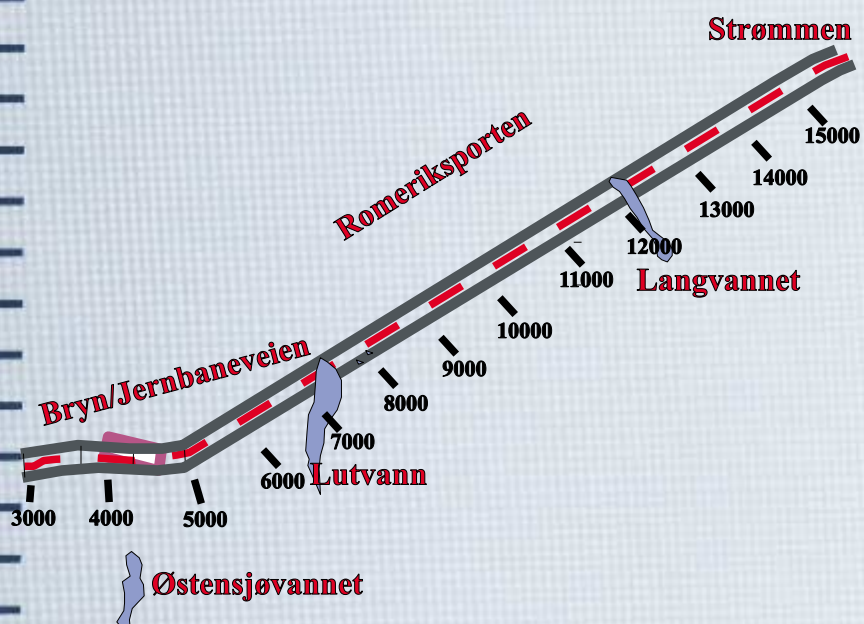 Strømmen
Romeriksporten
15000
14000
13000
12000
11000
Langvannet
10000
9000
Bryn/Jernbaneveien
8000
7000
6000
Lutvann
3000
4000
5000
Østensjøvannet